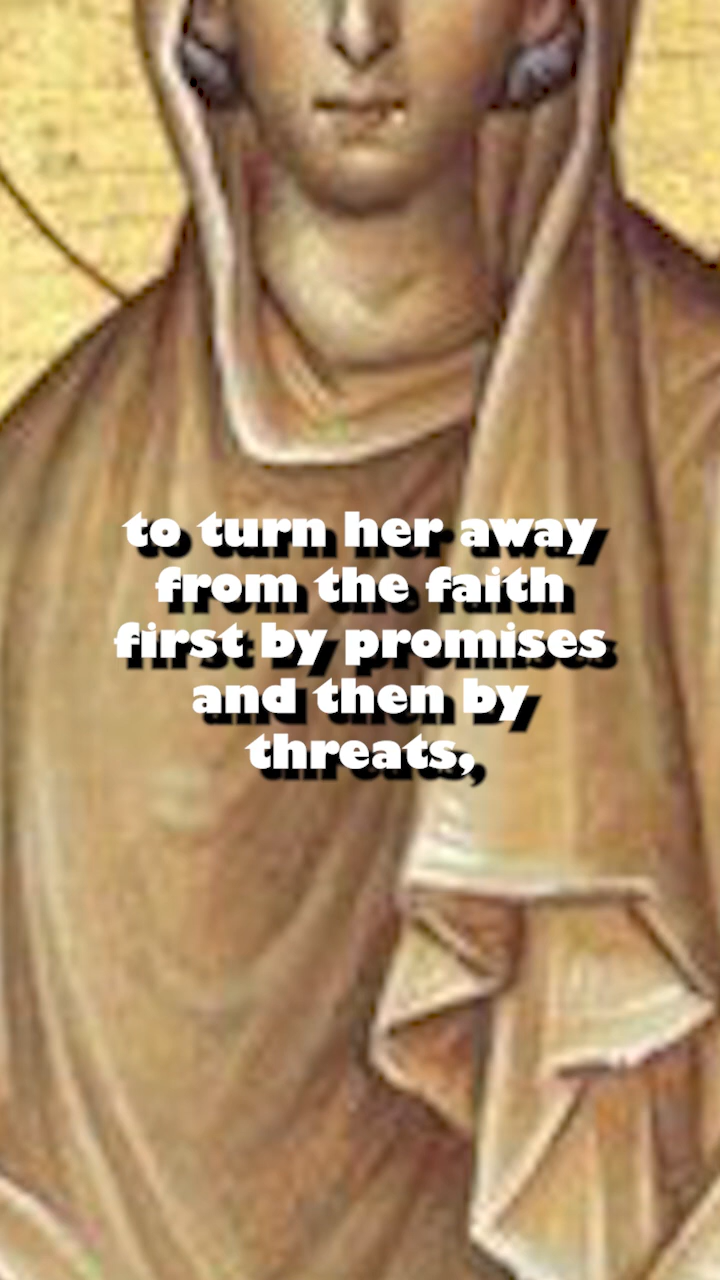 to turn her away
from the faith
first by promises
and then by
threats,